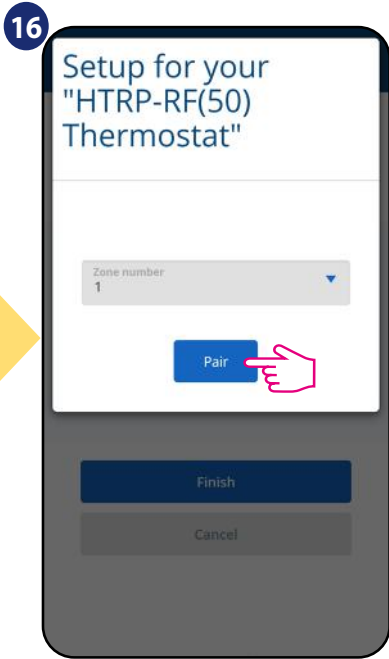 16
Setup for your
"HTRP-RF(50)
Thermostat"
Zone number
1
Pair
Finish
Cancel